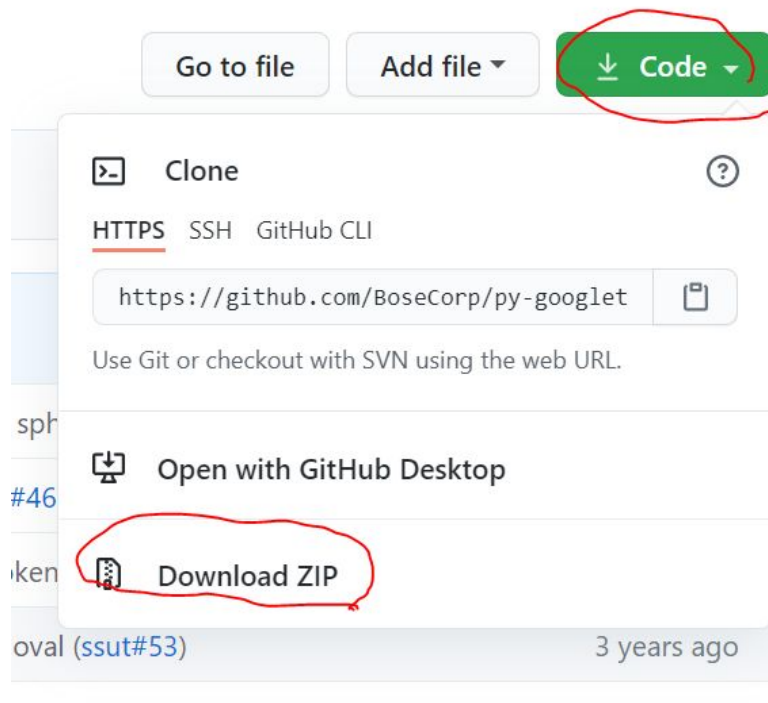 Go to file Add file Code
Clone
HTTPS SSH GitHub CLI
https://github.com/BoseCorp/py-googlet
Use Git or checkout with SVN using the web URL.
sph
#46
Open with GitHub Desktop
ken
Download ZIP
oval (ssut#53) 3 years ago